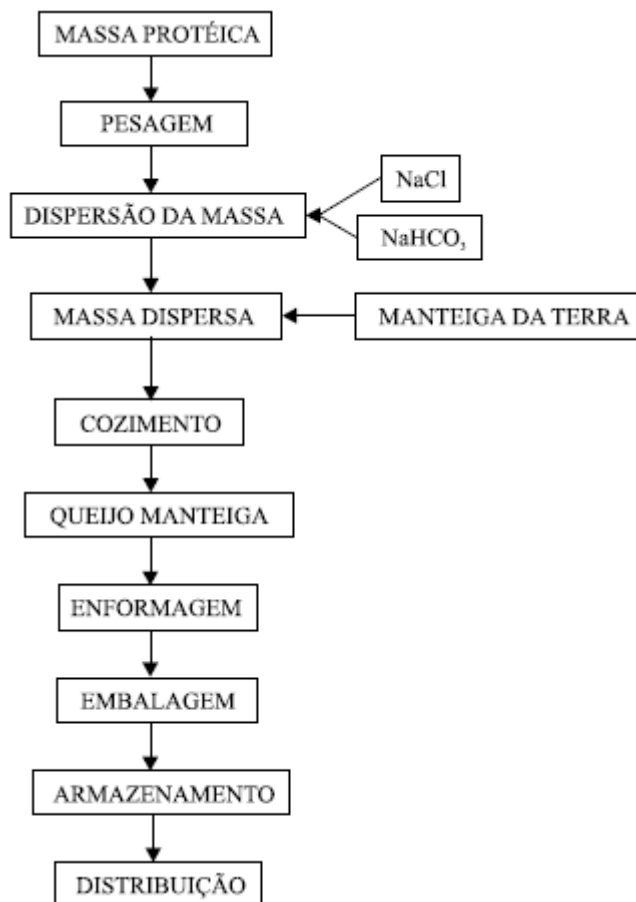 MASSA PROTÉICA
PESAGEM
NaCl
DISPERSÃO DA MASSA
NaHCO₃
MASSA DISPERSA
MANTEIGA DA TERRA
COZIMENTO
QUEIJO MANTEIGA
ENFORMAGEM
EMBALAGEM
ARMAZENAMENTO
DISTRIBUIÇÃO